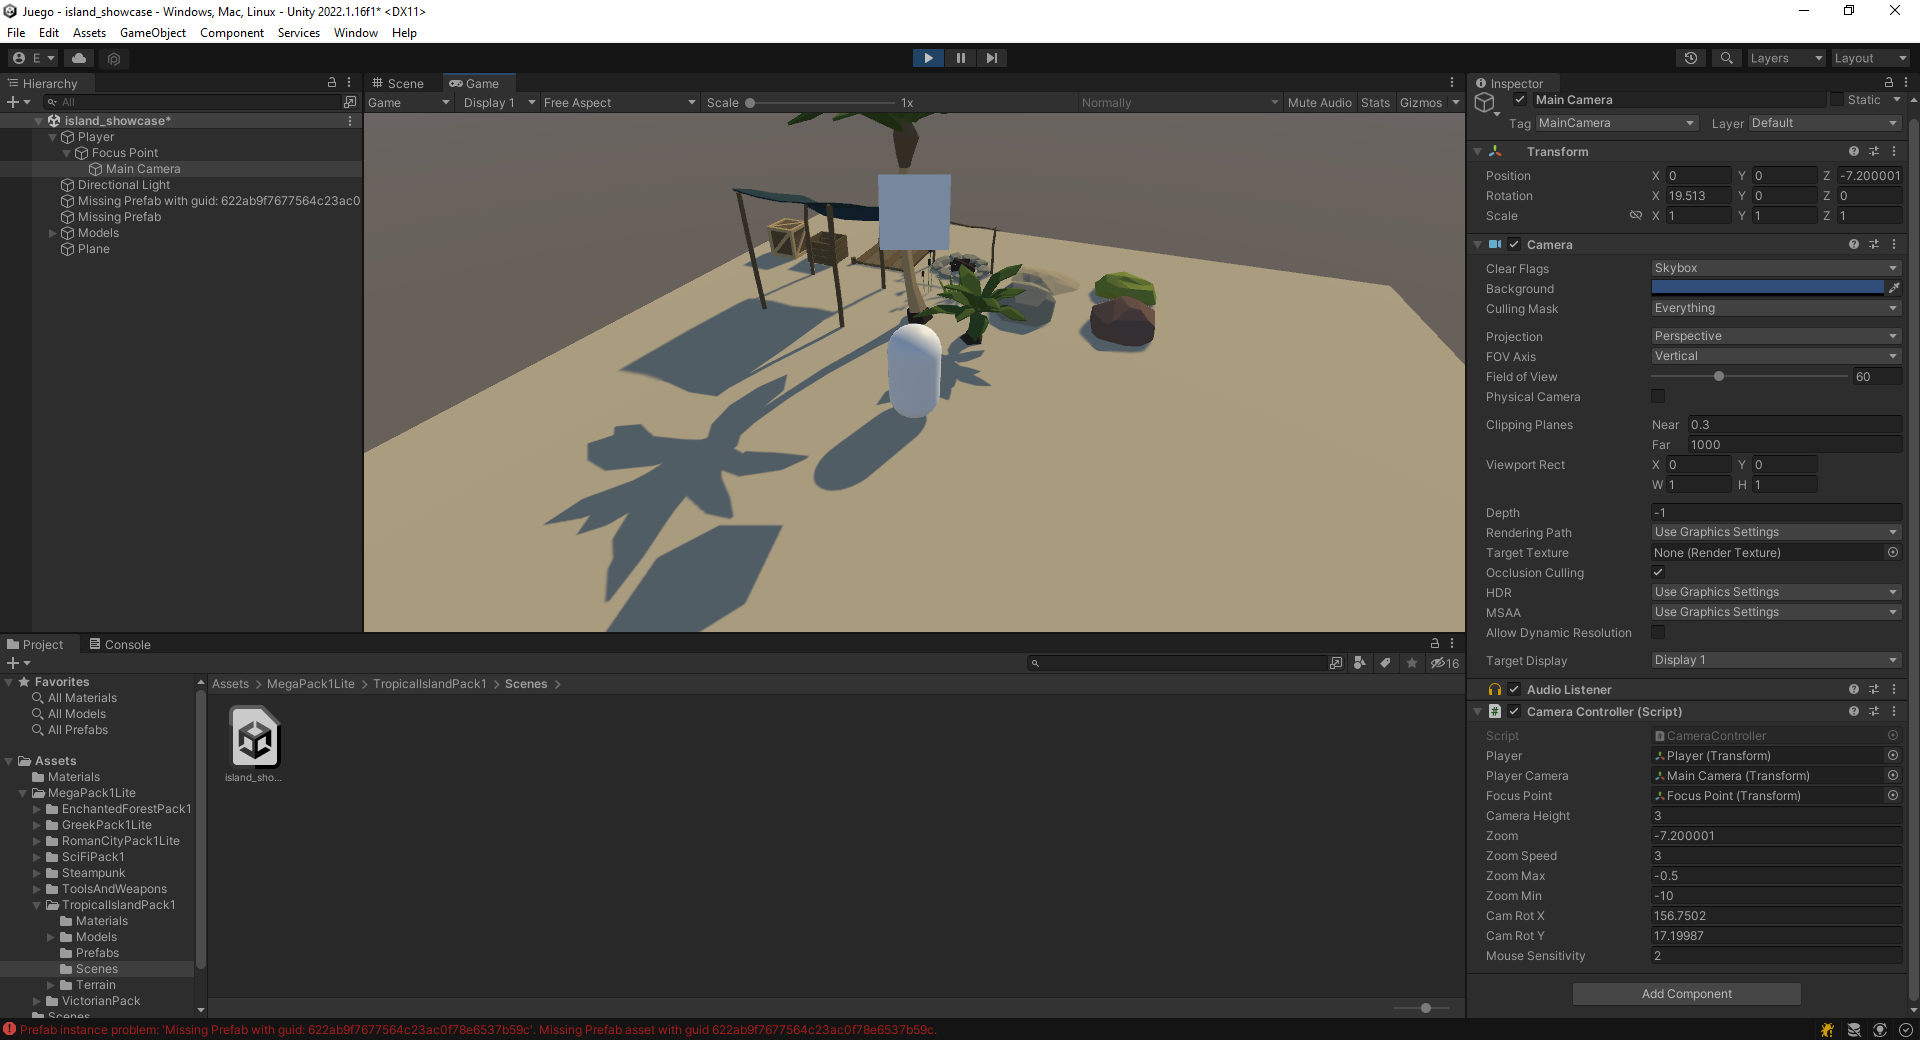 Juego - island_showcase - Windows, Mac, Linux - Unity 2022.1.16f1* <DX11>
File Edit Assets GameObject Component Services Window Help
E Layers Layout
Hierarchy
All
island_showcase*
Player
Focus Point
Main Camera
Directional Light
Missing Prefab with guid: 622ab9f7677564c23ac0
Missing Prefab
Models
Plane
Scene Game
Game Display 1 Free Aspect Scale 1x Normally Mute Audio Stats Gizmos
Inspector
Main Camera Static
Tag MainCamera Layer Default
Transform
Position X 0 Y 0 Z -7.200001
Rotation X 19.513 Y 0 Z 0
Scale X 1 Y 1 Z 1
Camera
Clear Flags Skybox
Background
Culling Mask Everything
Projection Perspective
FOV Axis Vertical
Field of View 60
Physical Camera
Clipping Planes Near 0.3
Far 1000
Viewport Rect X 0 Y 0
W 1 H 1
Depth -1
Rendering Path Use Graphics Settings
Target Texture None (Render Texture)
Occlusion Culling
HDR Use Graphics Settings
MSAA Use Graphics Settings
Allow Dynamic Resolution
Target Display Display 1
Audio Listener
Camera Controller (Script)
Script CameraController
Player Player (Transform)
Player Camera Main Camera (Transform)
Focus Point Focus Point (Transform)
Camera Height 3
Zoom -7.200001
Zoom Speed 3
Zoom Max -0.5
Zoom Min -10
Cam Rot X 156.7502
Cam Rot Y 17.19987
Mouse Sensitivity 2
Add Component
Project Console
16
Favorites
All Materials
All Models
All Prefabs
Assets
Materials
MegaPack1Lite
EnchantedForestPack1
GreekPack1Lite
RomanCityPack1Lite
SciFiPack1
Steampunk
ToolsAndWeapons
TropicalIslandPack1
Materials
Models
Prefabs
Scenes
Terrain
VictorianPack
Scenes
Assets > MegaPack1Lite > TropicalIslandPack1 > Scenes >
island_sho...
Prefab instance problem: 'Missing Prefab with guid: 622ab9f7677564c23ac0f78e6537b59c'. Missing Prefab asset with guid 622ab9f7677564c23ac0f78e6537b59c.